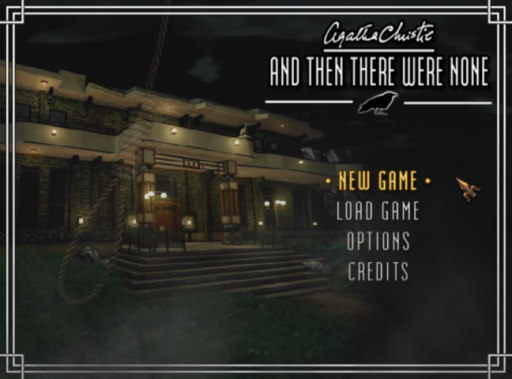 Agatha Christie
AND THEN THERE WERE NONE
NEW GAME
LOAD GAME
OPTIONS
CREDITS